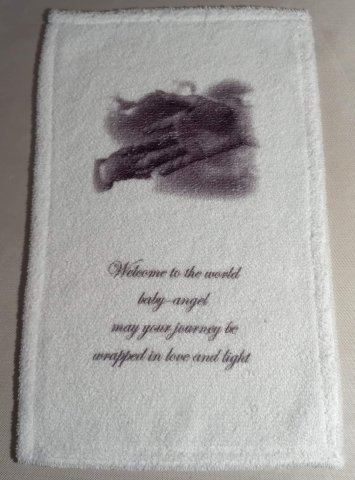 Welcome to the world
baby-angel
may your journey be
wrapped in love and light